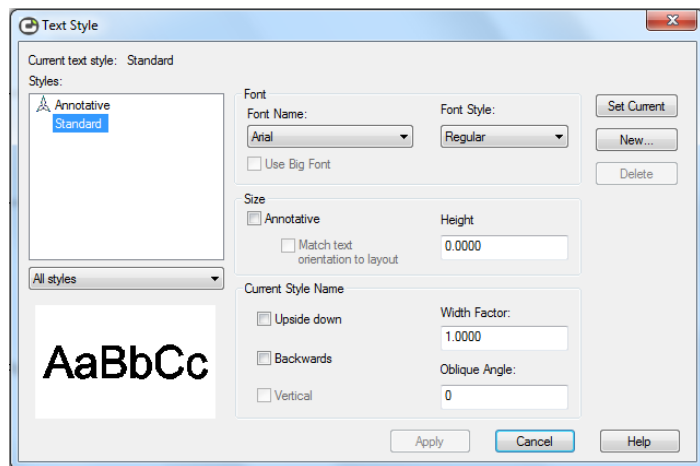 Text Style
Current text style: Standard
Styles:
Annotative
Standard
All styles
AaBbCc
Font
Font Name:
Arial
Use Big Font
Font Style:
Regular
Size
Annotative
Match text
orientation to layout
Height
0.0000
Current Style Name
Upside down
Backwards
Vertical
Width Factor:
1.0000
Oblique Angle:
0
Set Current
New...
Delete
Apply
Cancel
Help